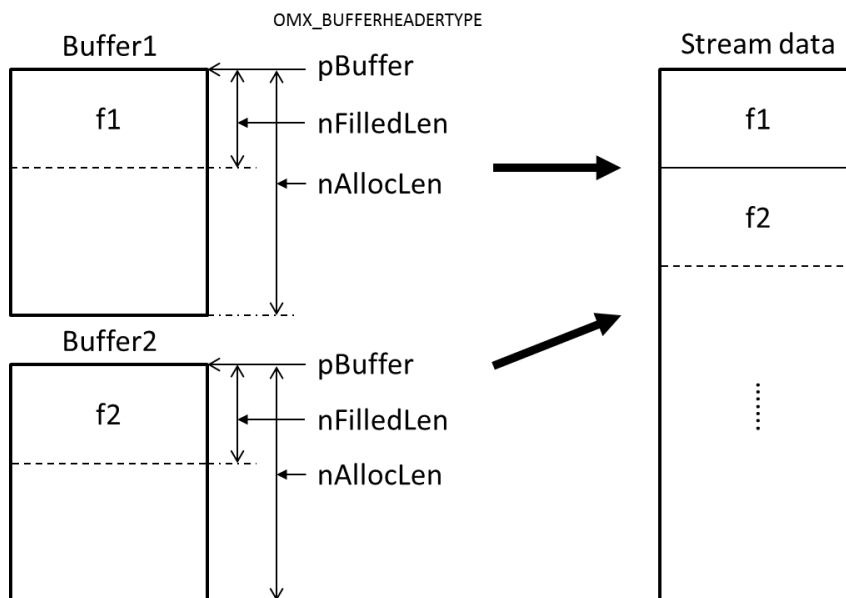 OMX_BUFFERHEADERTYPE
Buffer1
pBuffer
f1
nFilledLen
nAllocLen
Buffer2
pBuffer
f2
nFilledLen
nAllocLen
Stream data
f1
f2